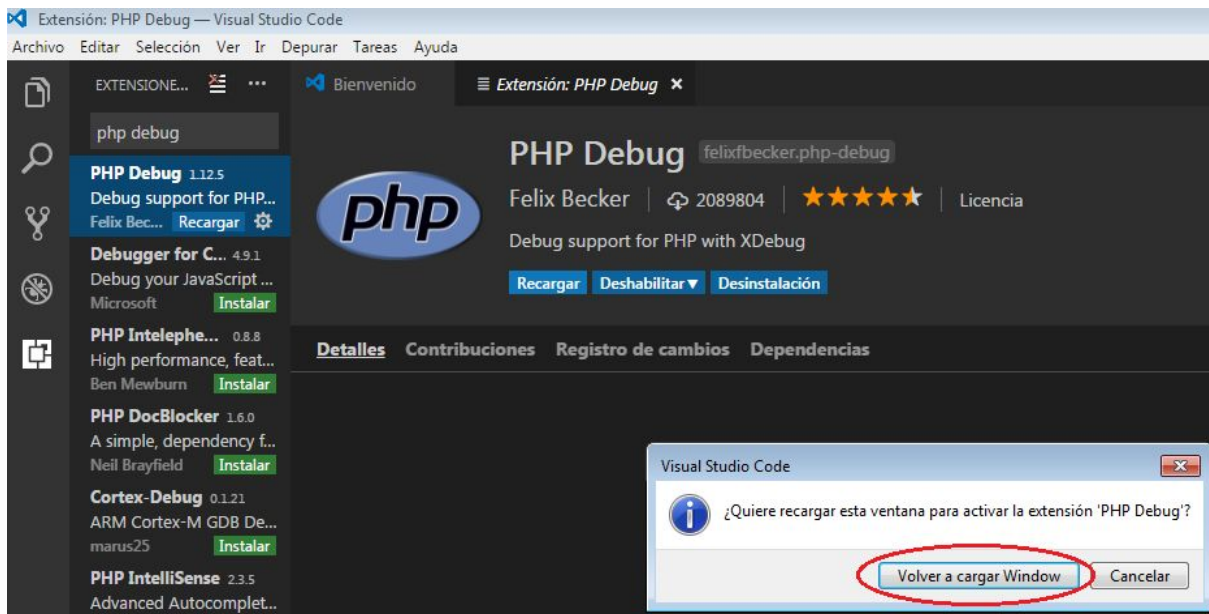 Extensión: PHP Debug — Visual Studio Code
Archivo Editar Selección Ver Ir Depurar Tareas Ayuda
EXTENSIONE... ···
php debug
PHP Debug 1.12.5
Debug support for PHP...
Felix Bec... Recargar
Debugger for C... 4.9.1
Debug your JavaScript ...
Microsoft Instalar
PHP Intelephe... 0.8.8
High performance, feat...
Ben Mewburn Instalar
PHP DocBlocker 1.6.0
A simple, dependency f...
Neil Brayfield Instalar
Cortex-Debug 0.1.21
ARM Cortex-M GDB De...
marus25 Instalar
PHP IntelliSense 2.3.5
Advanced Autocomplet...
Bienvenido Extensión: PHP Debug ×
php
PHP Debug felixfbecker.php-debug
Felix Becker 2089804 Licencia
Debug support for PHP with XDebug
Recargar Deshabilitar▼ Desinstalación
Detalles Contribuciones Registro de cambios Dependencias
Visual Studio Code
¿Quiere recargar esta ventana para activar la extensión 'PHP Debug'?
Volver a cargar Window Cancelar